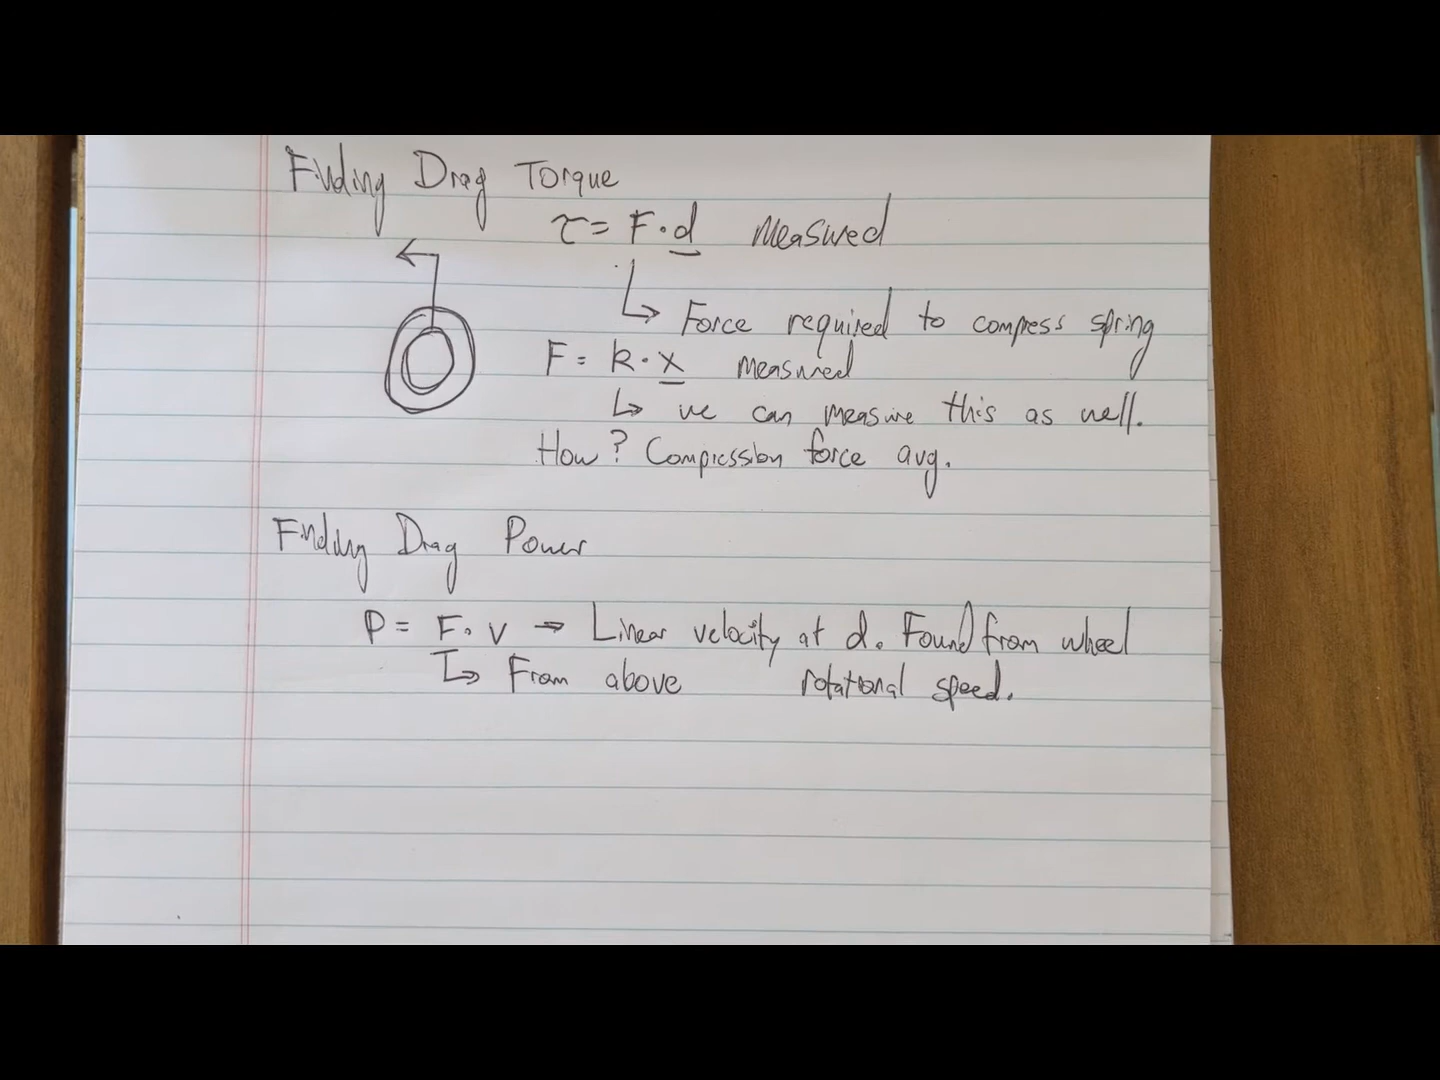 Finding Drag Torque
τ = F·d measured
↳ Force required to compress spring
F = k·x measured
↳ we can measure this as well.
How? Compression force avg.
Finding Drag Power
P = F·v → Linear velocity at d. Found from wheel
↳ From above rotational speed.